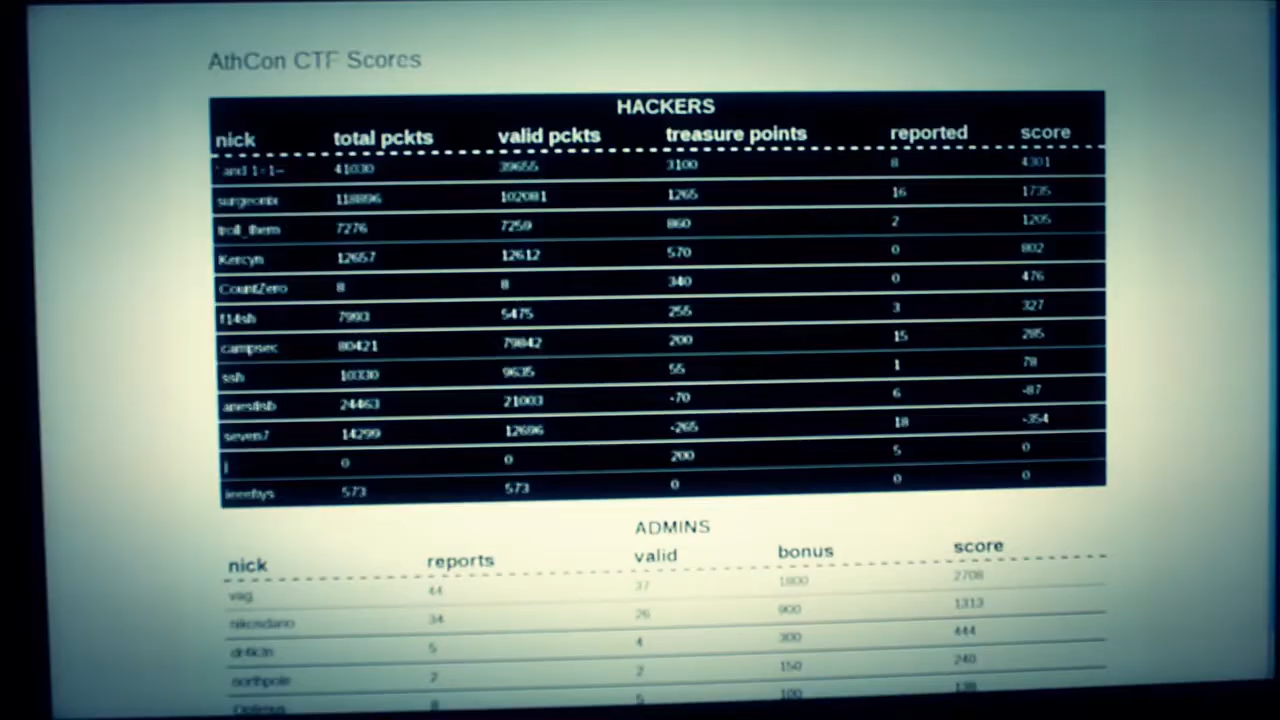 AthCon CTF Scores
HACKERS
nick total pckts valid pckts treasure points reported score
' and 1=1-- 41030 39655 3100 8 4301
surgeonix 118896 102081 1265 16 1735
troll_them 7276 7259 860 2 1205
Kercyn 12657 12612 570 0 802
CountZero 8 8 340 0 476
f14sh 7993 5475 255 3 327
campsec 80421 79842 200 15 285
ssh 10330 9635 55 1 78
24463 21003 -70 6 -87
seven7 14299 12696 -265 18 -354
0 0 200 5 0
573 573 0 0 0
ADMINS
nick reports valid bonus score
vag 44 37 1800 2708
34 26 900 1313
5 4 300 444
northpole 2 2 150 240
8 5 100 138